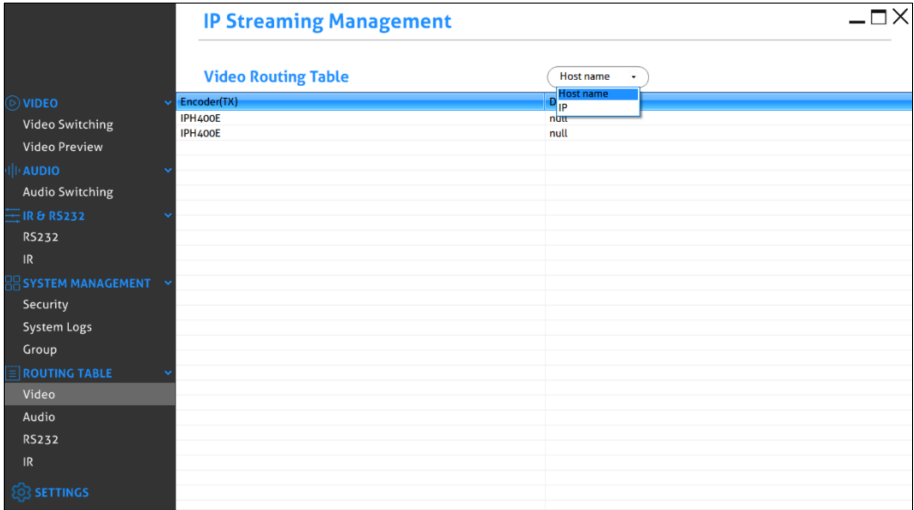 IP Streaming Management
Video Routing Table
Host name
Host name
IP
Encoder(TX)
D
IPH400E
null
IPH400E
null
VIDEO
Video Switching
Video Preview
AUDIO
Audio Switching
IR & RS232
RS232
IR
SYSTEM MANAGEMENT
Security
System Logs
Group
ROUTING TABLE
Video
Audio
RS232
IR
SETTINGS